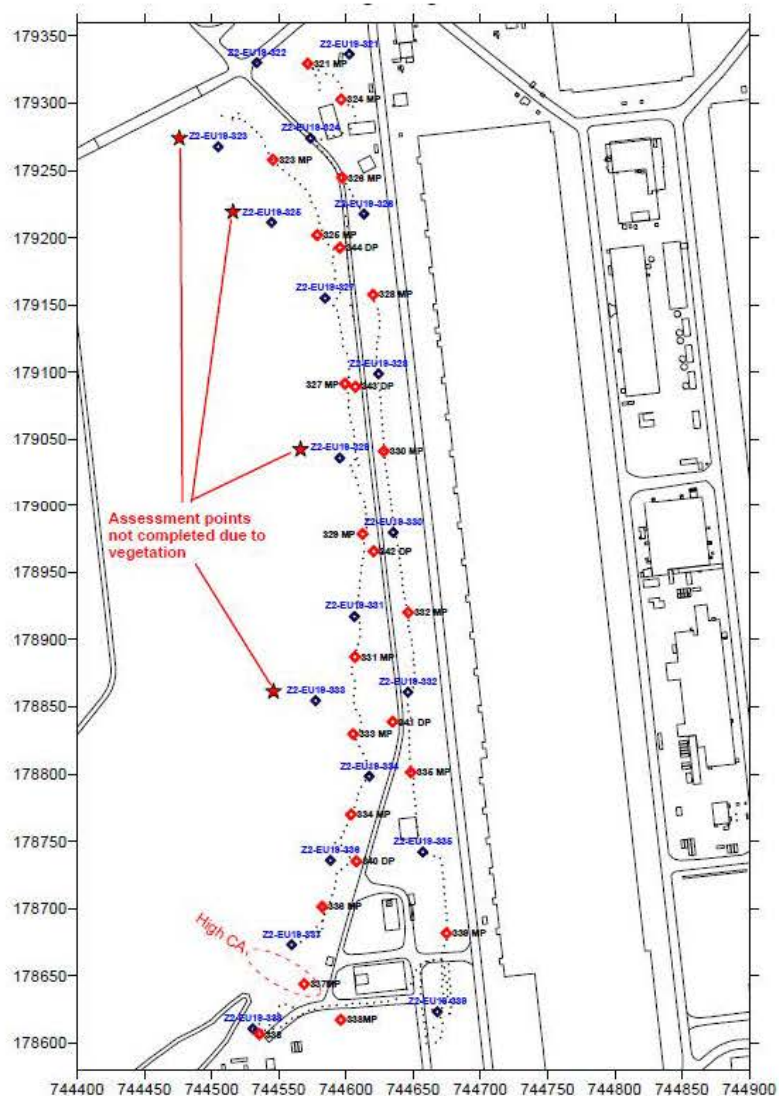 179350
Z2-EU19-322
Z2-EU19-321
321 MP
179300
324 MP
Z2-EU19-323
Z2-EU19-324
323 MP
179250
326 MP
Z2-EU19-325
Z2-EU19-326
179200
325 MP
344 DP
Z2-EU19-327
328 MP
179150
179100
Z2-EU19-328
327 MP
343 DP
179050
Z2-EU19-329
330 MP
179000
Assessment points
not completed due to
vegetation
Z2-EU19-330
329 MP
342 DP
178950
Z2-EU19-331
332 MP
178900
331 MP
Z2-EU19-333
Z2-EU19-332
178850
341 DP
333 MP
178800
Z2-EU19-334
335 MP
334 MP
178750
Z2-EU19-336
Z2-EU19-335
340 DP
178700
336 MP
High CA
Z2-EU19-337
339 MP
178650
337MP
Z2-EU19-338
Z2-EU19-339
338MP
178600
744400 744450 744500 744550 744600 744650 744700 744750 744800 744850 744900